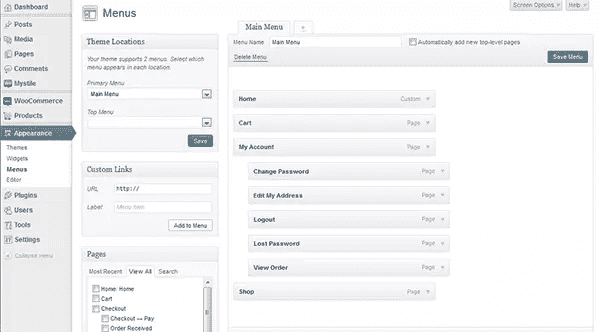 Dashboard
Posts
Media
Pages
Comments
Mystile
WooCommerce
Products
Appearance
Themes
Widgets
Menus
Editor
Plugins
Users
Tools
Settings
Collapse menu
Screen Options
Help
Menus
Theme Locations
Your theme supports 2 menus. Select which
menu appears in each location.
Primary Menu
Main Menu
Top Menu
Save
Custom Links
URL http://
Label Menu Item
Add to Menu
Pages
Most Recent View All Search
Home: Home
Cart
Checkout
Checkout → Pay
Order Received
Main Menu +
Menu Name Main Menu Automatically add new top-level pages
Delete Menu Save Menu
Home Custom
Cart Page
My Account Page
Change Password Page
Edit My Address Page
Logout Page
Lost Password Page
View Order Page
Shop Page